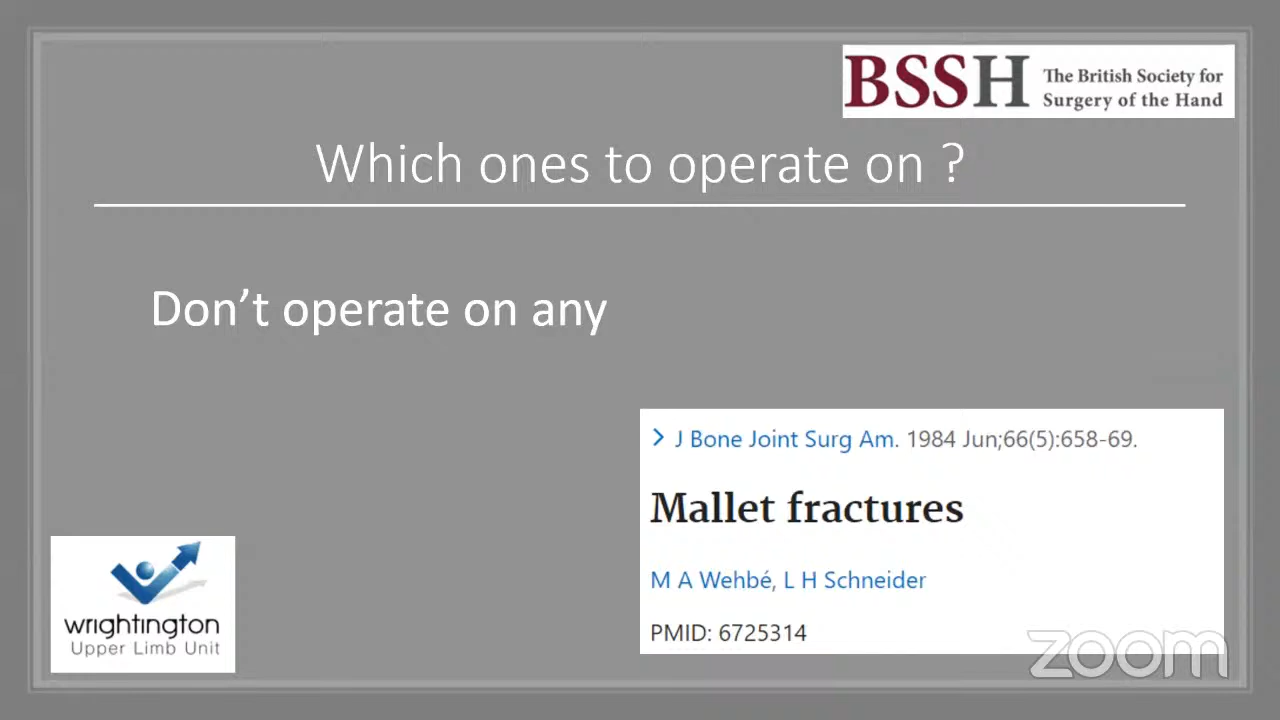 BSSH The British Society for
Surgery of the Hand
Which ones to operate on ?
Don’t operate on any
> J Bone Joint Surg Am. 1984 Jun;66(5):658-69.
Mallet fractures
M A Wehbé, L H Schneider
PMID: 6725314
wrightington
Upper Limb Unit
zoom